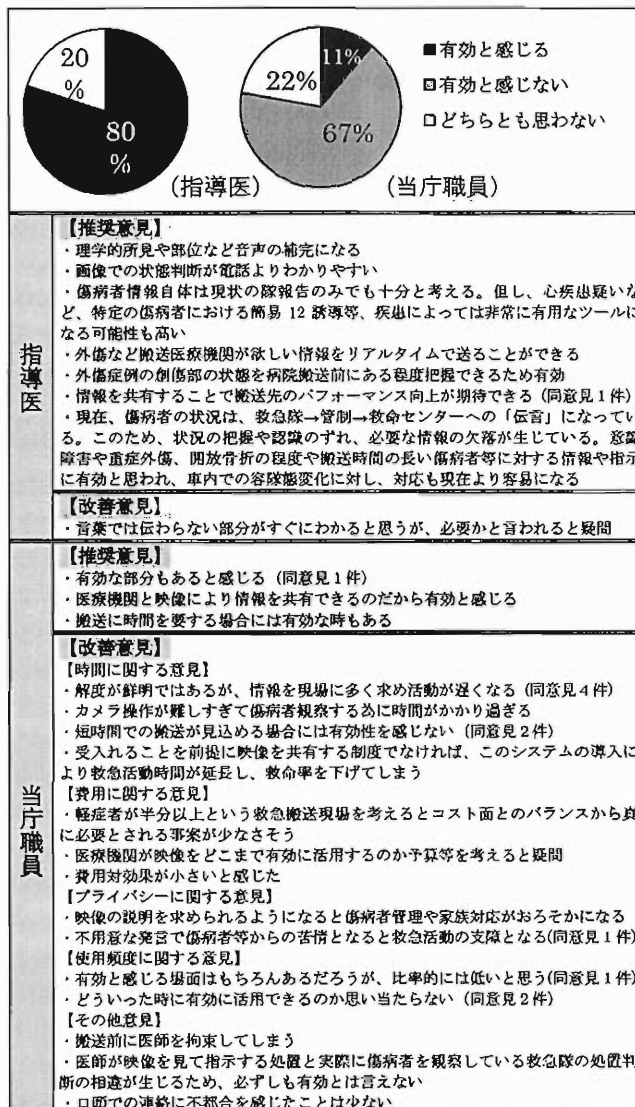 20
%
80
%
(指導医)
11%
22%
67%
(当庁職員)
■有効と感じる
□有効と感じない
□どちらとも思わない
指導医
【推奨意見】
・理学的所見や部位など音声の補完になる
・画像での状態判断が電話よりわかりやすい
・傷病者情報自体は現状の隊報告のみでも十分と考える。但し、心疾患疑いな
ど、特定の傷病者における簡易 12 誘導等、疾患によっては非常に有用なツールに
なる可能性も高い
・外傷など搬送医療機関が欲しい情報をリアルタイムで送ることができる
・外傷症例の創傷部の状態を病院搬送前にある程度把握できるため有効
・情報を共有することで搬送先のパフォーマンス向上が期待できる (同意見1件)
・現在、傷病者の状況は、救急隊→管制→救命センターへの「伝言」になってい
る。このため、状況の把握や認識のずれ、必要な情報の欠落が生じている。意識
障害や重症外傷、開放骨折の程度や搬送時間の長い傷病者等に対する情報や指示
に有効と思われ、車内での容隊態変化に対し、対応も現在より容易になる
【改善意見】
・言葉では伝わらない部分がすぐにわかると思うが、必要かと言われると疑問
当庁職員
【推奨意見】
・有効な部分もあると感じる (同意見1件)
・医療機関と映像により情報を共有できるのだから有効と感じる
・搬送に時間を要する場合には有効な時もある
【改善意見】
【時間に関する意見】
・解度が鮮明ではあるが、情報を現場に多く求め活動が遅くなる (同意見4件)
・カメラ操作が難しすぎて傷病者観察する為に時間がかかり過ぎる
・短時間での搬送が見込める場合には有効性を感じない (同意見2件)
・受入れることを前提に映像を共有する制度でなければ、このシステムの導入に
より救急活動時間が延長し、救命率を下げてしまう
【費用に関する意見】
・軽症者が半分以上という救急搬送現場を考えるとコスト面とのバランスから真
に必要とされる事案が少なさそう
・医療機関が映像をどこまで有効に活用するのか予算等を考えると疑問
・費用対効果が小さいと感じた
【プライバシーに関する意見】
・映像の説明を求められるようになると傷病者管理や家族対応がおろそかになる
・不用意な発言で傷病者等からの苦情となると救急活動の支障となる(同意見1件)
【使用頻度に関する意見】
・有効と感じる場面はもちろんあるだろうが、比率的には低いと思う(同意見1件)
・どういった時に有効に活用できるのか思い当たらない (同意見2件)
【その他意見】
・搬送前に医師を拘束してしまう
・医師が映像を見て指示する処置と実際に傷病者を観察している救急隊の処置判
断の相違が生じるため、必ずしも有効とは言えない
・口頭での連絡に不都合を感じたことは少ない